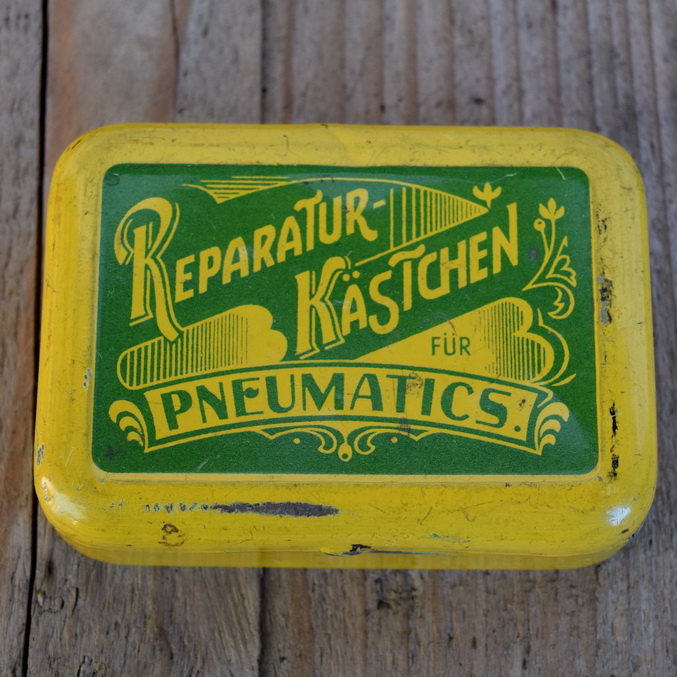 REPARATUR-
KÄSTCHEN
FÜR
PNEUMATICS.